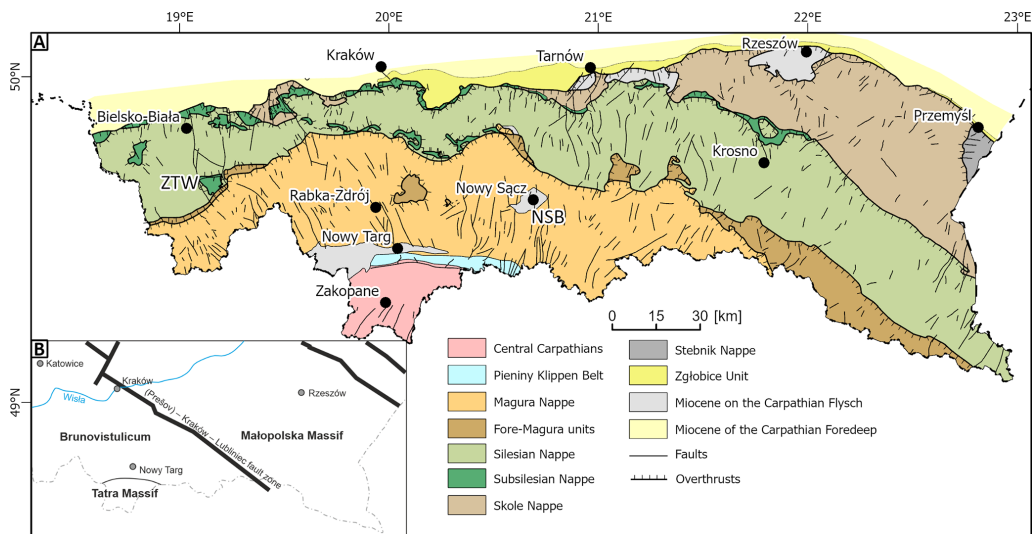 19°E
20°E
21°E
22°E
23°E
A
50°N
49°N
Kraków
Tarnów
Rzeszów
Bielsko-Biała
Przemyśl
Krosno
ZTW
Rabka-Zdrój
Nowy Sącz
NSB
Nowy Targ
Zakopane
0 15 30 [km]
Central Carpathians
Pieniny Klippen Belt
Magura Nappe
Fore-Magura units
Silesian Nappe
Subsilesian Nappe
Skole Nappe
Stebnik Nappe
Zgłobice Unit
Miocene on the Carpathian Flysch
Miocene of the Carpathian Foredeep
Faults
Overthrusts
B
Katowice
Kraków
Wisła
Rzeszów
(Prešov) – Kraków – Lubliniec fault zone
Brunovistulicum
Małopolska Massif
Nowy Targ
Tatra Massif